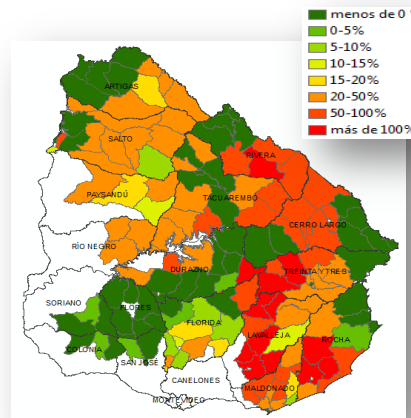 menos de 0
0-5%
5-10%
10-15%
15-20%
20-50%
50-100%
más de 100%
ARTIGAS
SALTO
RIVERA
PAYSANDÚ
TACUAREMBÓ
CERRO LARGO
RÍO NEGRO
DURAZNO
TREINTA Y TRES
SORIANO
FLORES
FLORIDA
LAVALLEJA
ROCHA
COLONIA
SAN JOSÉ
CANELONES
MALDONADO
MONTEVIDEO